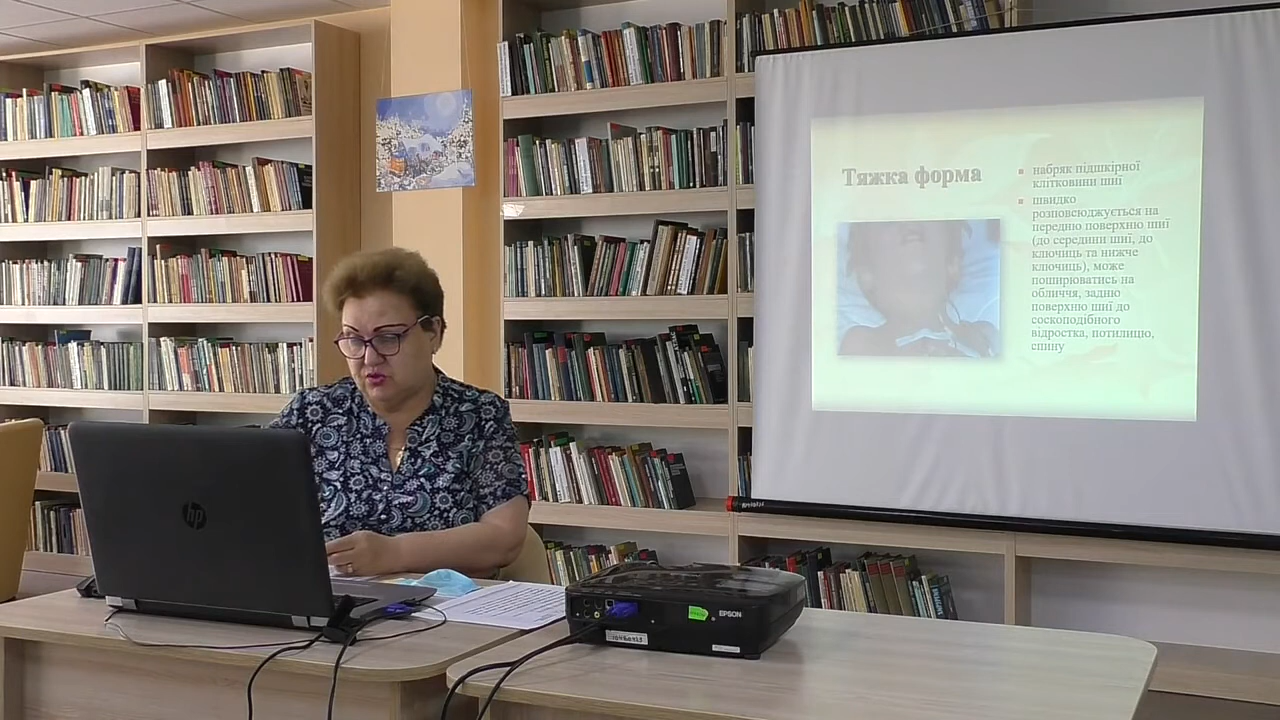 Тяжка форма
набряк підшкірної
клітковини шиї
швидко
розповсюджується на
передню поверхню шиї
(до середини шиї, до
ключиць та нижче
ключиць), може
поширюватись на
обличчя, задню
поверхню шиї до
соскоподібного
відростка, потилицю,
спину
hp
EPSON